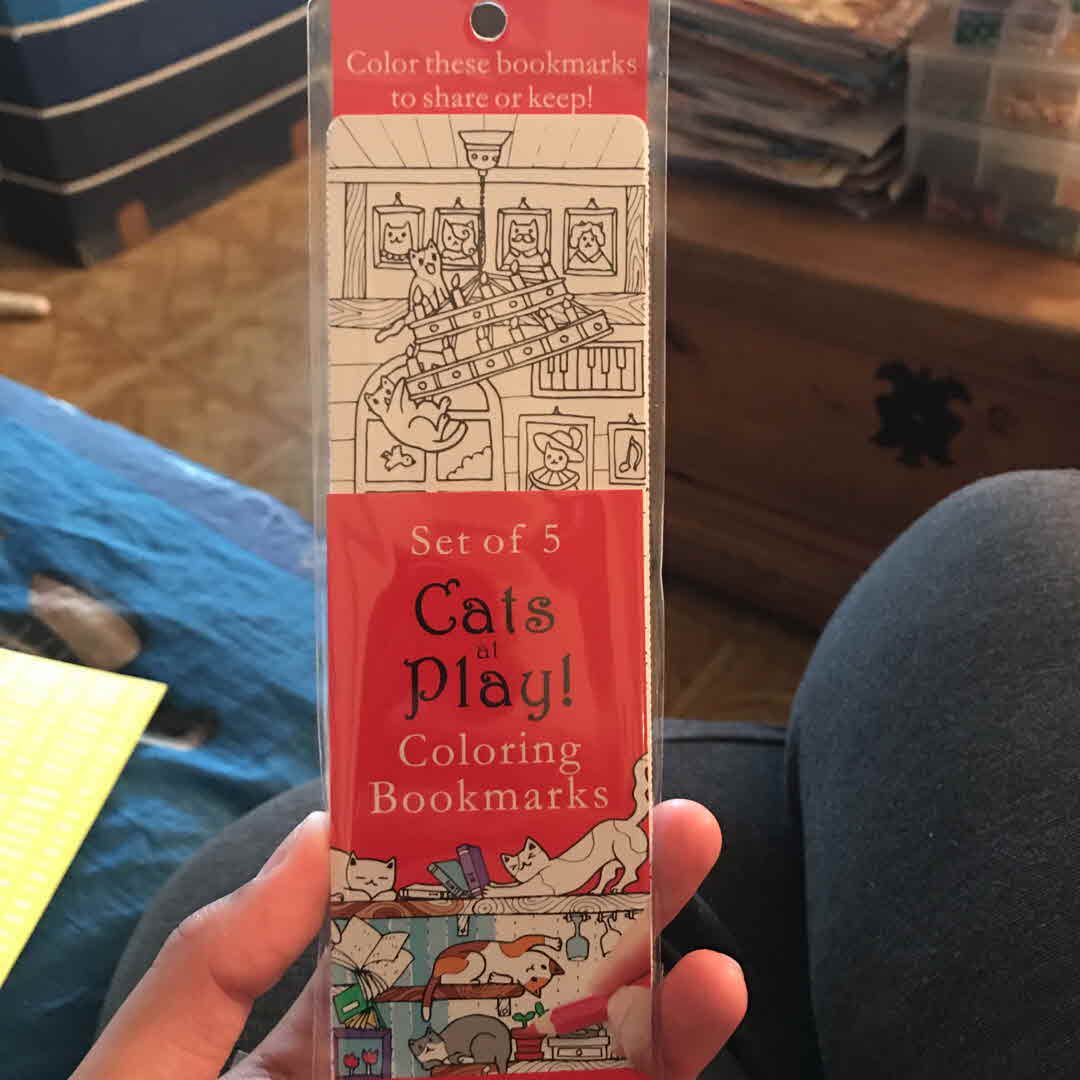 Color these bookmarks
to share or keep!
Set of 5
Cats
at
Play!
Coloring
Bookmarks